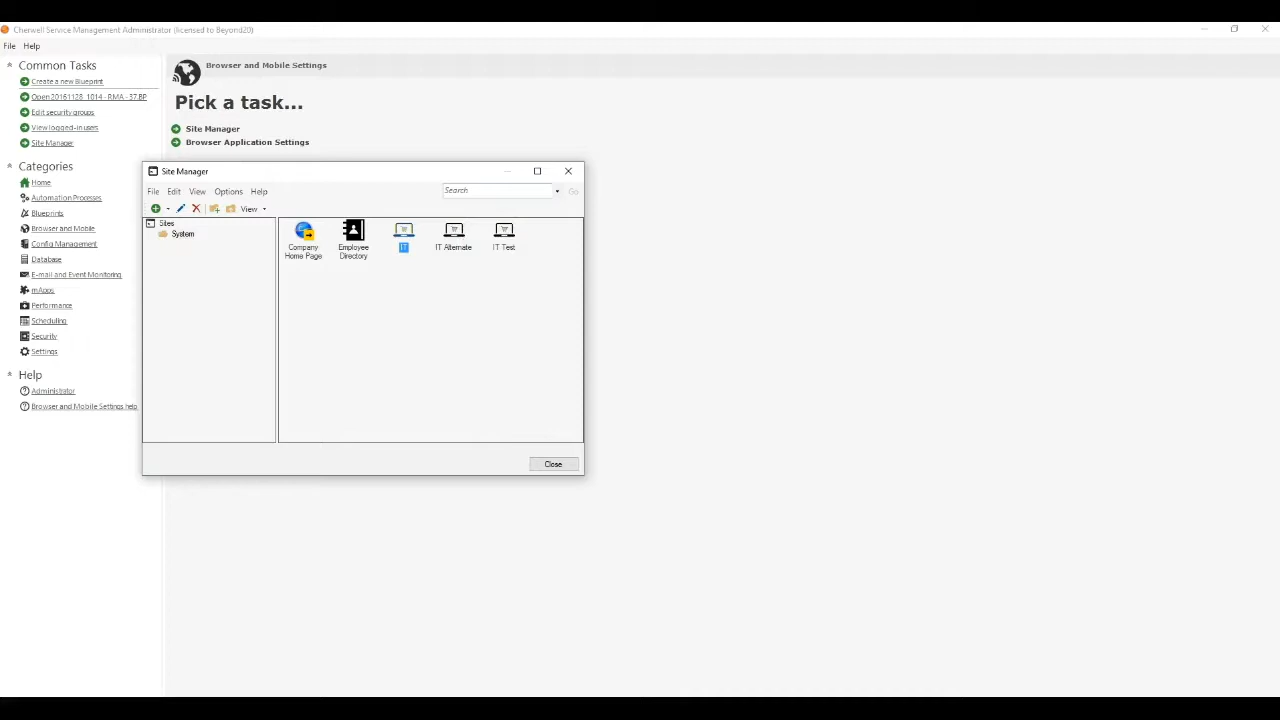 Cherwell Service Management Administrator (licensed to Beyond20)
File Help
Common Tasks
Create a new Blueprint
Open 20161128_1014 - RMA - 37.BP
Edit security groups
View logged-in users
Site Manager
Categories
Home
Automation Processes
Blueprints
Browser and Mobile
Config Management
Database
E-mail and Event Monitoring
mApps
Performance
Scheduling
Security
Settings
Help
Administrator
Browser and Mobile Settings help
Browser and Mobile Settings
Pick a task...
Site Manager
Browser Application Settings
Site Manager
File Edit View Options Help
Search
Go
View
Sites
System
Company Home Page
Employee Directory
IT
IT Alternate
IT Test
Close